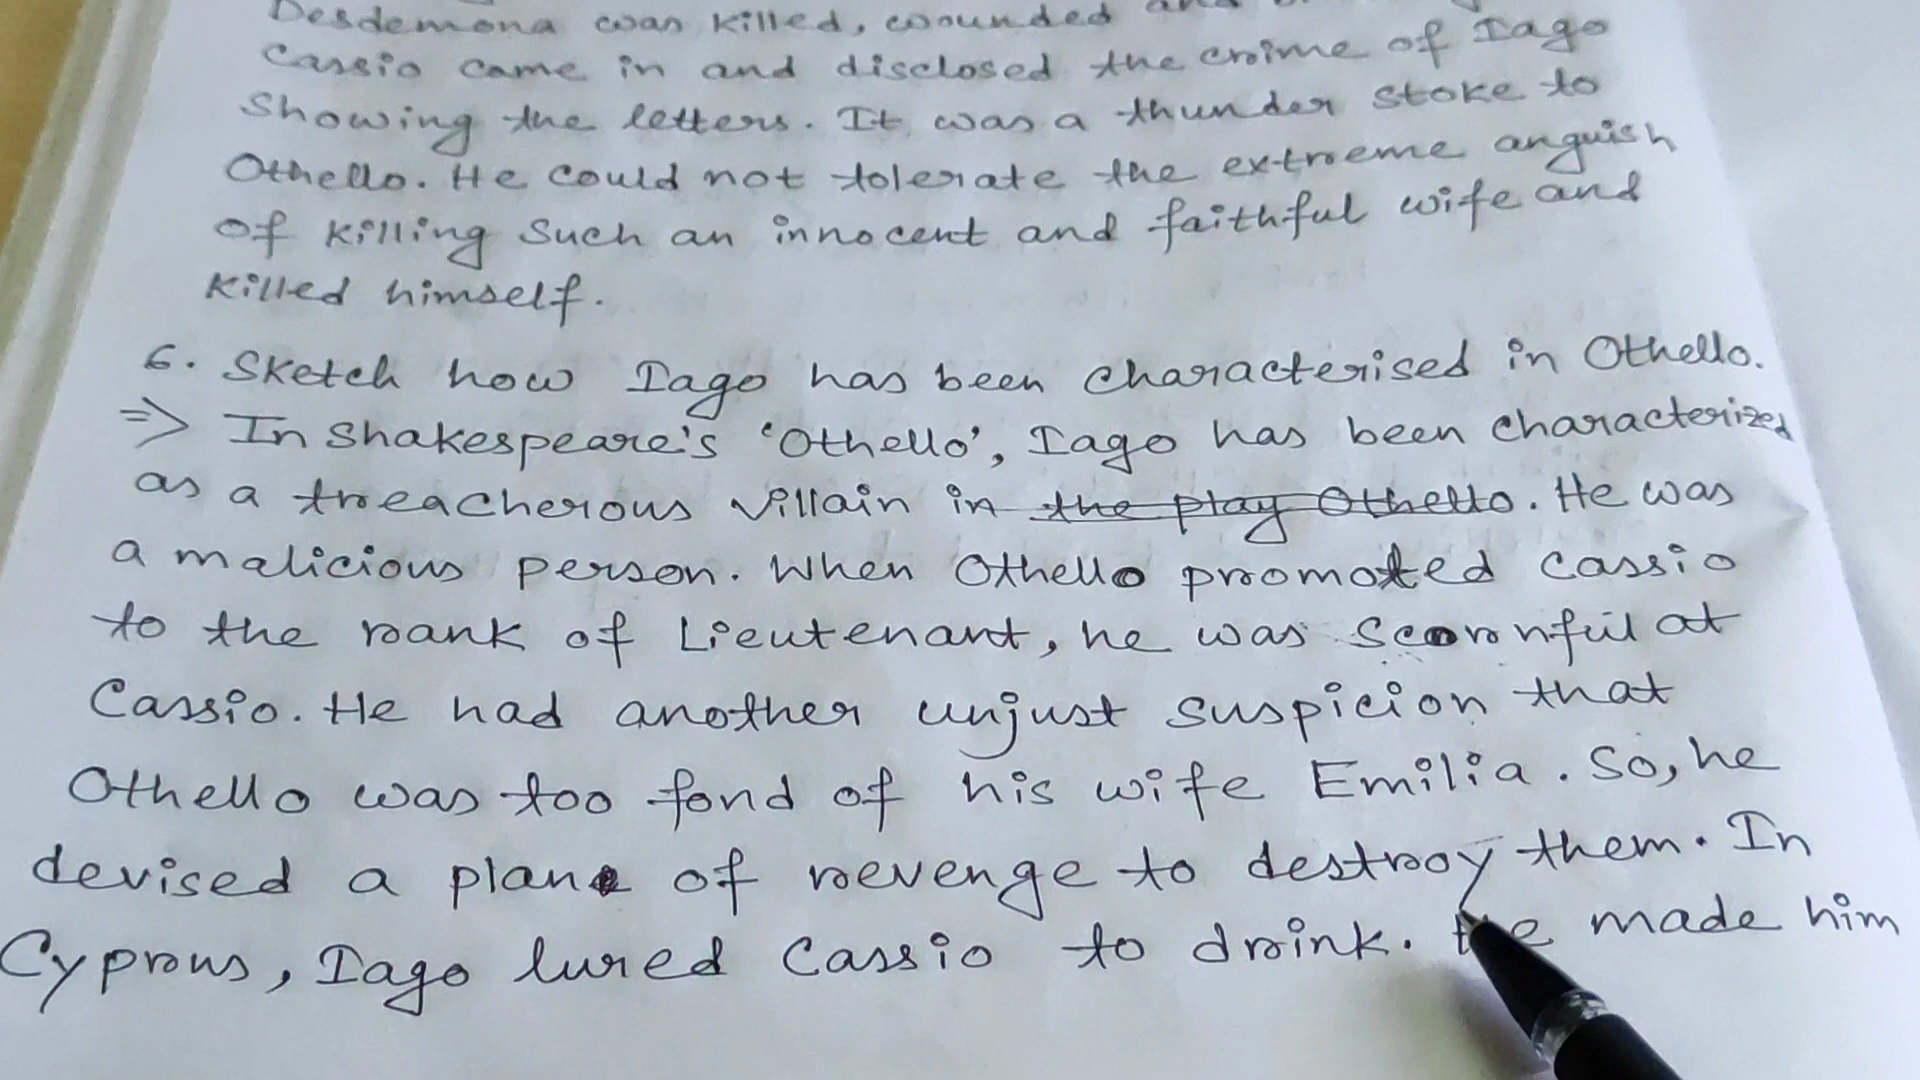 Desdemona was killed, wounded
Cassio came in and disclosed the crime of Iago
showing the letters. It was a thunder stoke to
Othello. He could not tolerate the extreme anguish
of killing such an innocent and faithful wife and
killed himself.
6. Sketch how Iago has been characterised in Othello.
=> In Shakespeare's 'Othello', Iago has been characterized
as a treacherous villain in the play Othello. He was
a malicious person. When Othello promoted Cassio
to the rank of Lieutenant, he was scornful at
Cassio. He had another unjust suspicion that
Othello was too fond of his wife Emilia. So, he
devised a plan of revenge to destroy them. In
Cyprus, Iago lured Cassio to drink. He made him